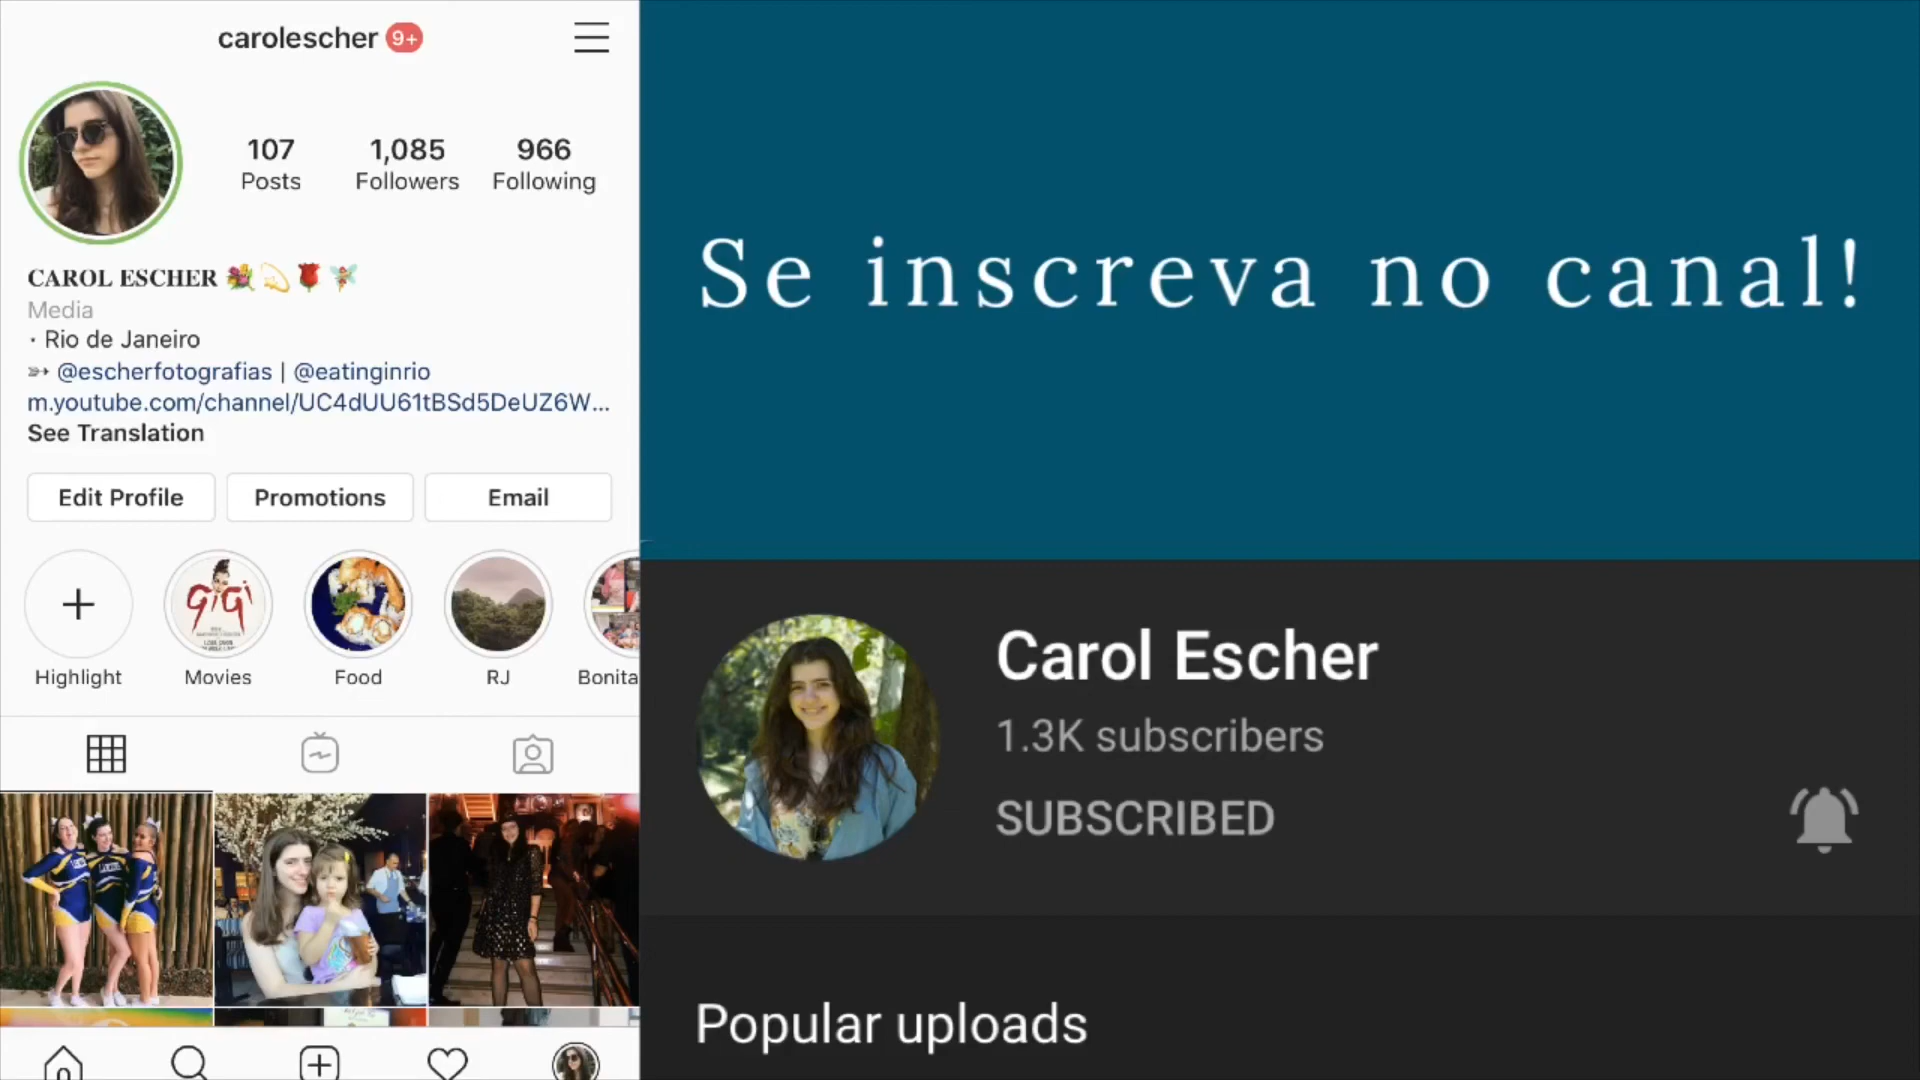 carolescher 9+
107 1,085 966
Posts Followers Following
CAROL ESCHER
Media
· Rio de Janeiro
➳ @escherfotografias | @eatinginrio
m.youtube.com/channel/UC4dUU61tBSd5DeUZ6W...
See Translation
Edit Profile Promotions Email
GiGi
Highlight Movies Food RJ Bonita
Se inscreva no canal!
Carol Escher
1.3K subscribers
SUBSCRIBED
Popular uploads